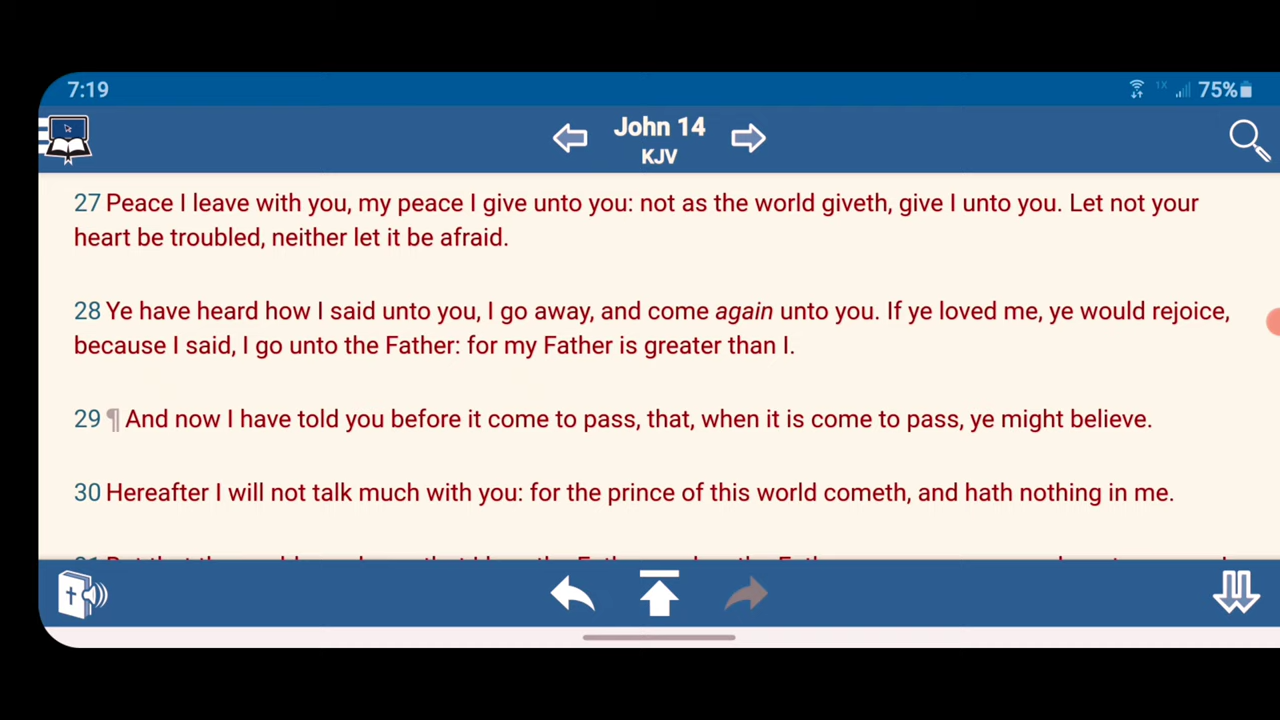 7:19
1X
75%
John 14
KJV
27 Peace I leave with you, my peace I give unto you: not as the world giveth, give I unto you. Let not your
heart be troubled, neither let it be afraid.
28 Ye have heard how I said unto you, I go away, and come again unto you. If ye loved me, ye would rejoice,
because I said, I go unto the Father: for my Father is greater than I.
29 ¶ And now I have told you before it come to pass, that, when it is come to pass, ye might believe.
30 Hereafter I will not talk much with you: for the prince of this world cometh, and hath nothing in me.